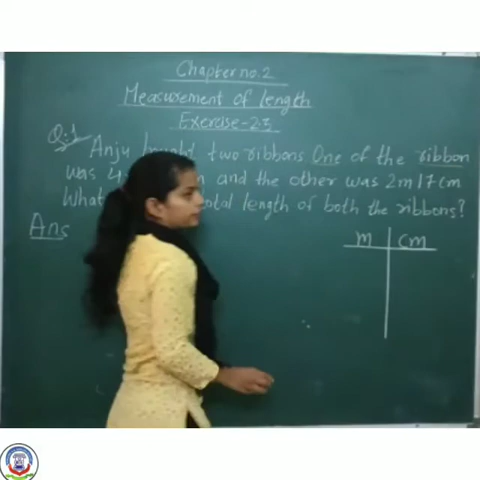 Chapter no. 2
Measurement of length
Exercise-2.3
Q:1 Anju two ribbons One of the ribbon
was 4 and the other was 2m 17cm
What total length of both the ribbons?
Ans
m cm